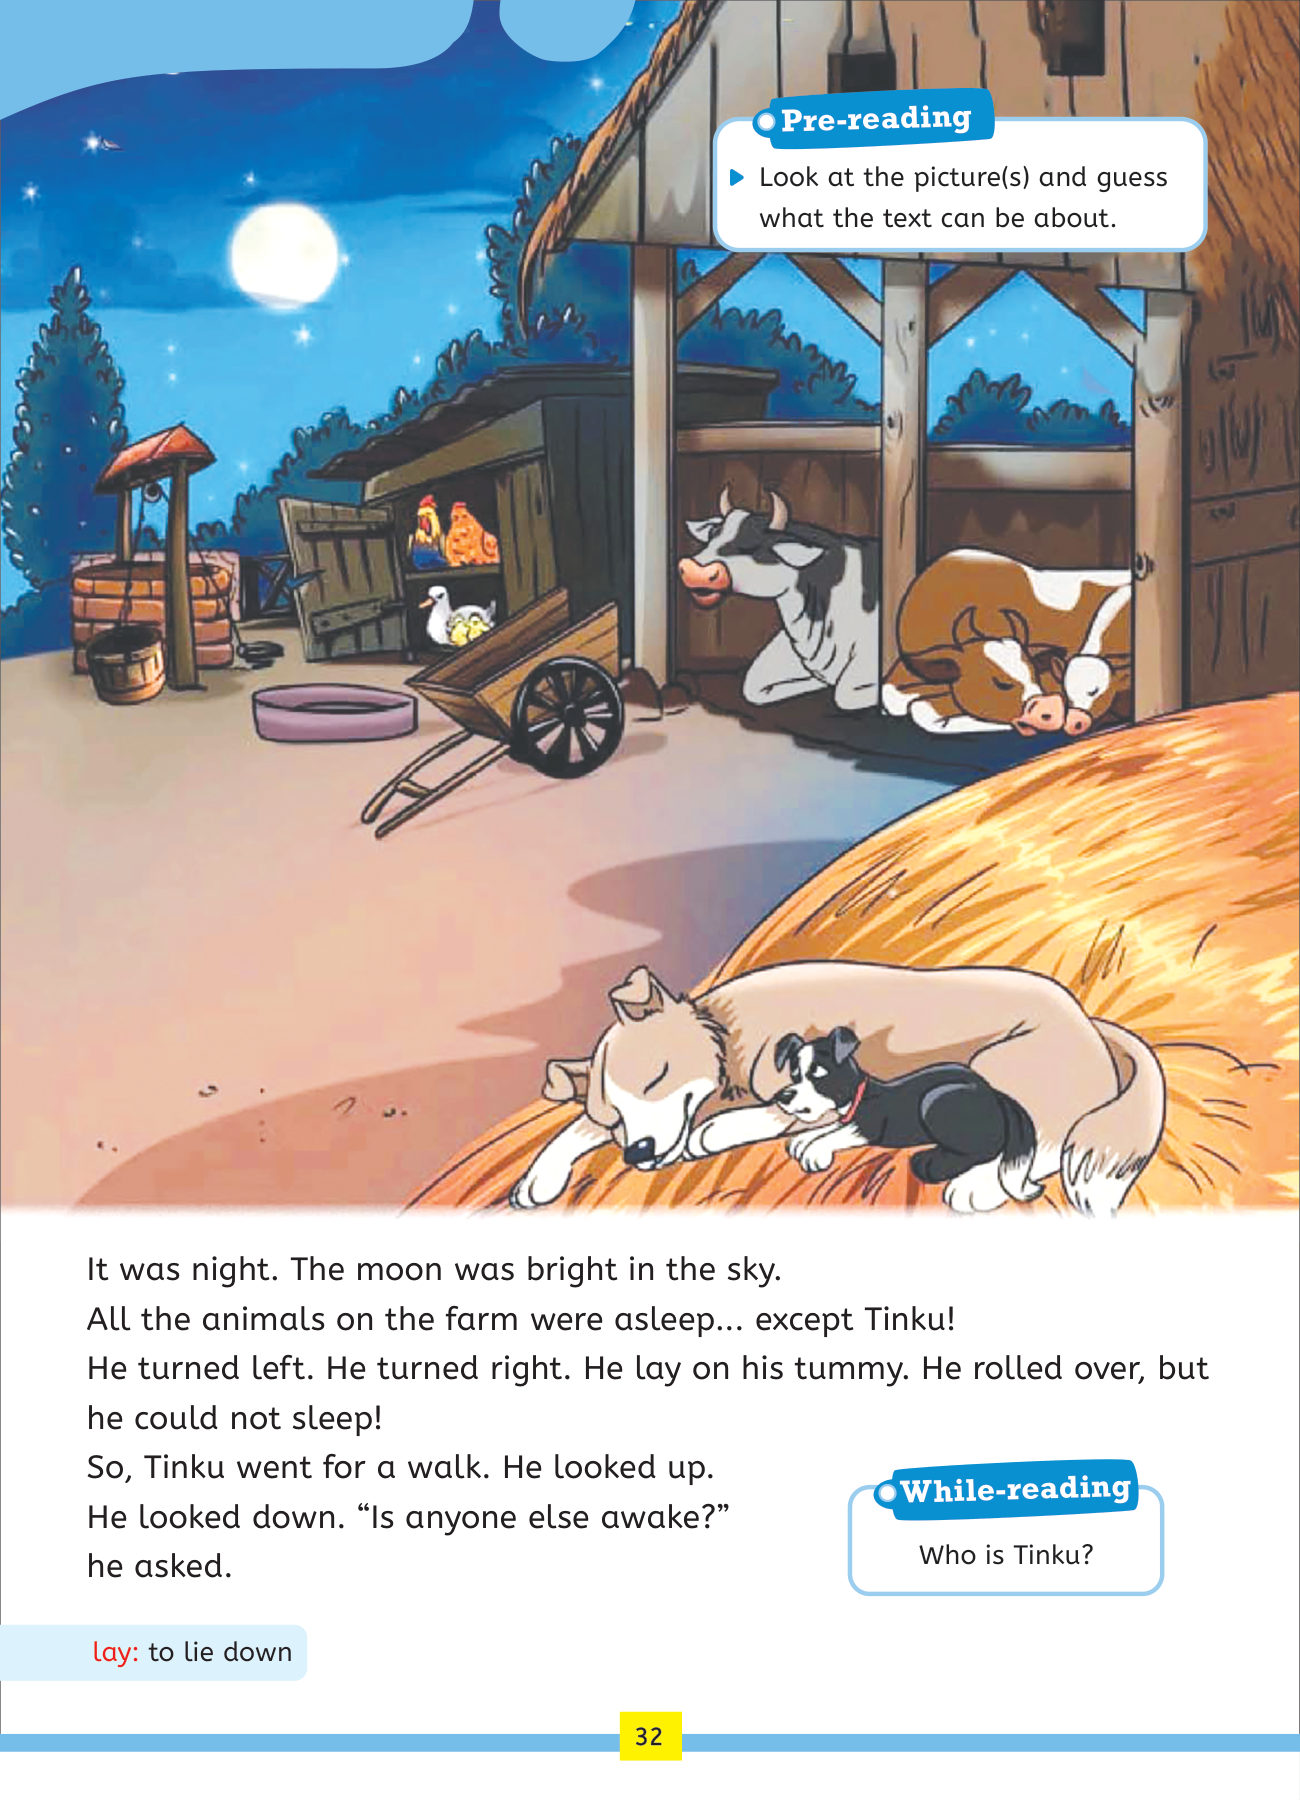 Pre-reading
Look at the picture(s) and guess
what the text can be about.
It was night. The moon was bright in the sky.
All the animals on the farm were asleep... except Tinku!
He turned left. He turned right. He lay on his tummy. He rolled over, but
he could not sleep!
So, Tinku went for a walk. He looked up.
He looked down. “Is anyone else awake?”
he asked.
While-reading
Who is Tinku?
lay: to lie down
32